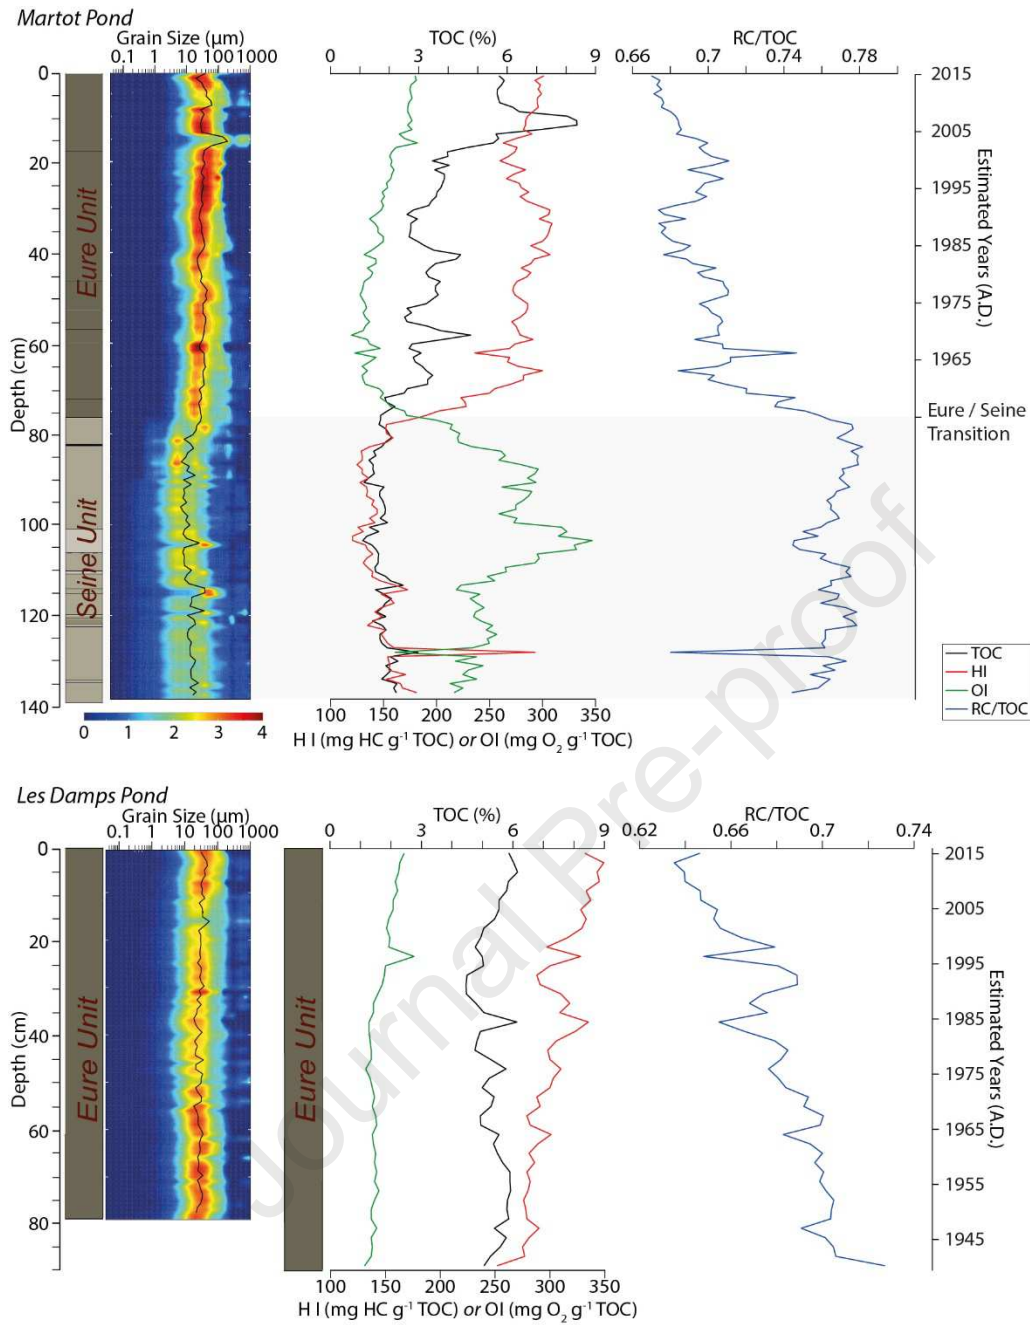 Martot Pond
Grain Size (μm)
0.1 1 10 100 1000
TOC (%)
0 3 6 9
RC/TOC
0.66 0.7 0.74 0.78
Depth (cm)
0
20
40
60
80
100
120
140
Eure Unit
Seine Unit
2015
2005
1995
1985
1975
1965
Estimated Years (A.D.)
Eure / Seine
Transition
TOC
HI
OI
RC/TOC
0 1 2 3 4
100 150 200 250 300 350
H I (mg HC g⁻¹ TOC) or OI (mg O₂ g⁻¹ TOC)
Journal Pre-proof
Les Damps Pond
Grain Size (μm)
0.1 1 10 100 1000
TOC (%)
0 3 6 9
RC/TOC
0.62 0.66 0.7 0.74
Depth (cm)
0
20
40
60
80
Eure Unit
Eure Unit
2015
2005
1995
1985
1975
1965
1955
1945
Estimated Years (A.D.)
100 150 200 250 300 350
H I (mg HC g⁻¹ TOC) or OI (mg O₂ g⁻¹ TOC)